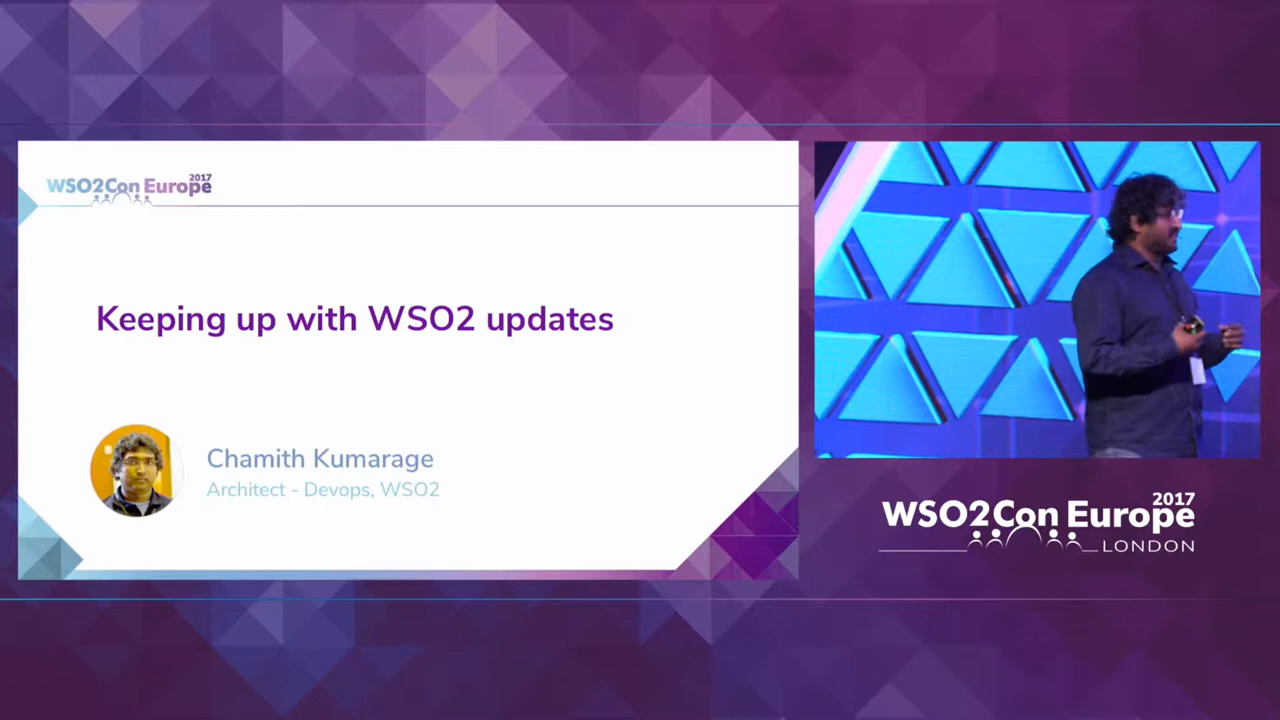 WSO2Con Europe 2017
Keeping up with WSO2 updates
Chamith Kumarage
Architect - Devops, WSO2
WSO2Con Europe 2017
LONDON